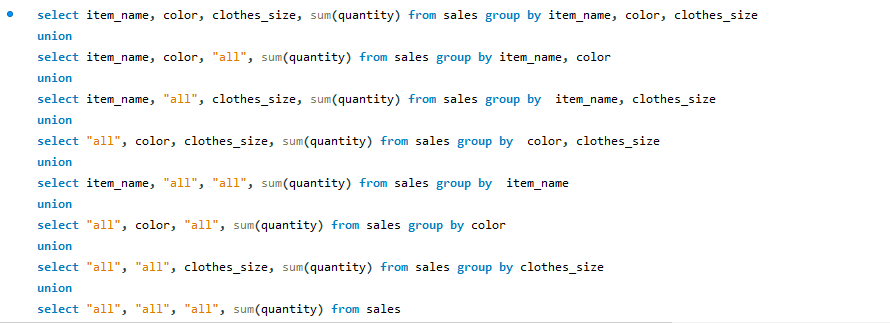 select item_name, color, clothes_size, sum(quantity) from sales group by item_name, color, clothes_size
union
select item_name, color, "all", sum(quantity) from sales group by item_name, color
union
select item_name, "all", clothes_size, sum(quantity) from sales group by  item_name, clothes_size
union
select "all", color, clothes_size, sum(quantity) from sales group by  color, clothes_size
union
select item_name, "all", "all", sum(quantity) from sales group by  item_name
union
select "all", color, "all", sum(quantity) from sales group by color
union
select "all", "all", clothes_size, sum(quantity) from sales group by clothes_size
union
select "all", "all", "all", sum(quantity) from sales